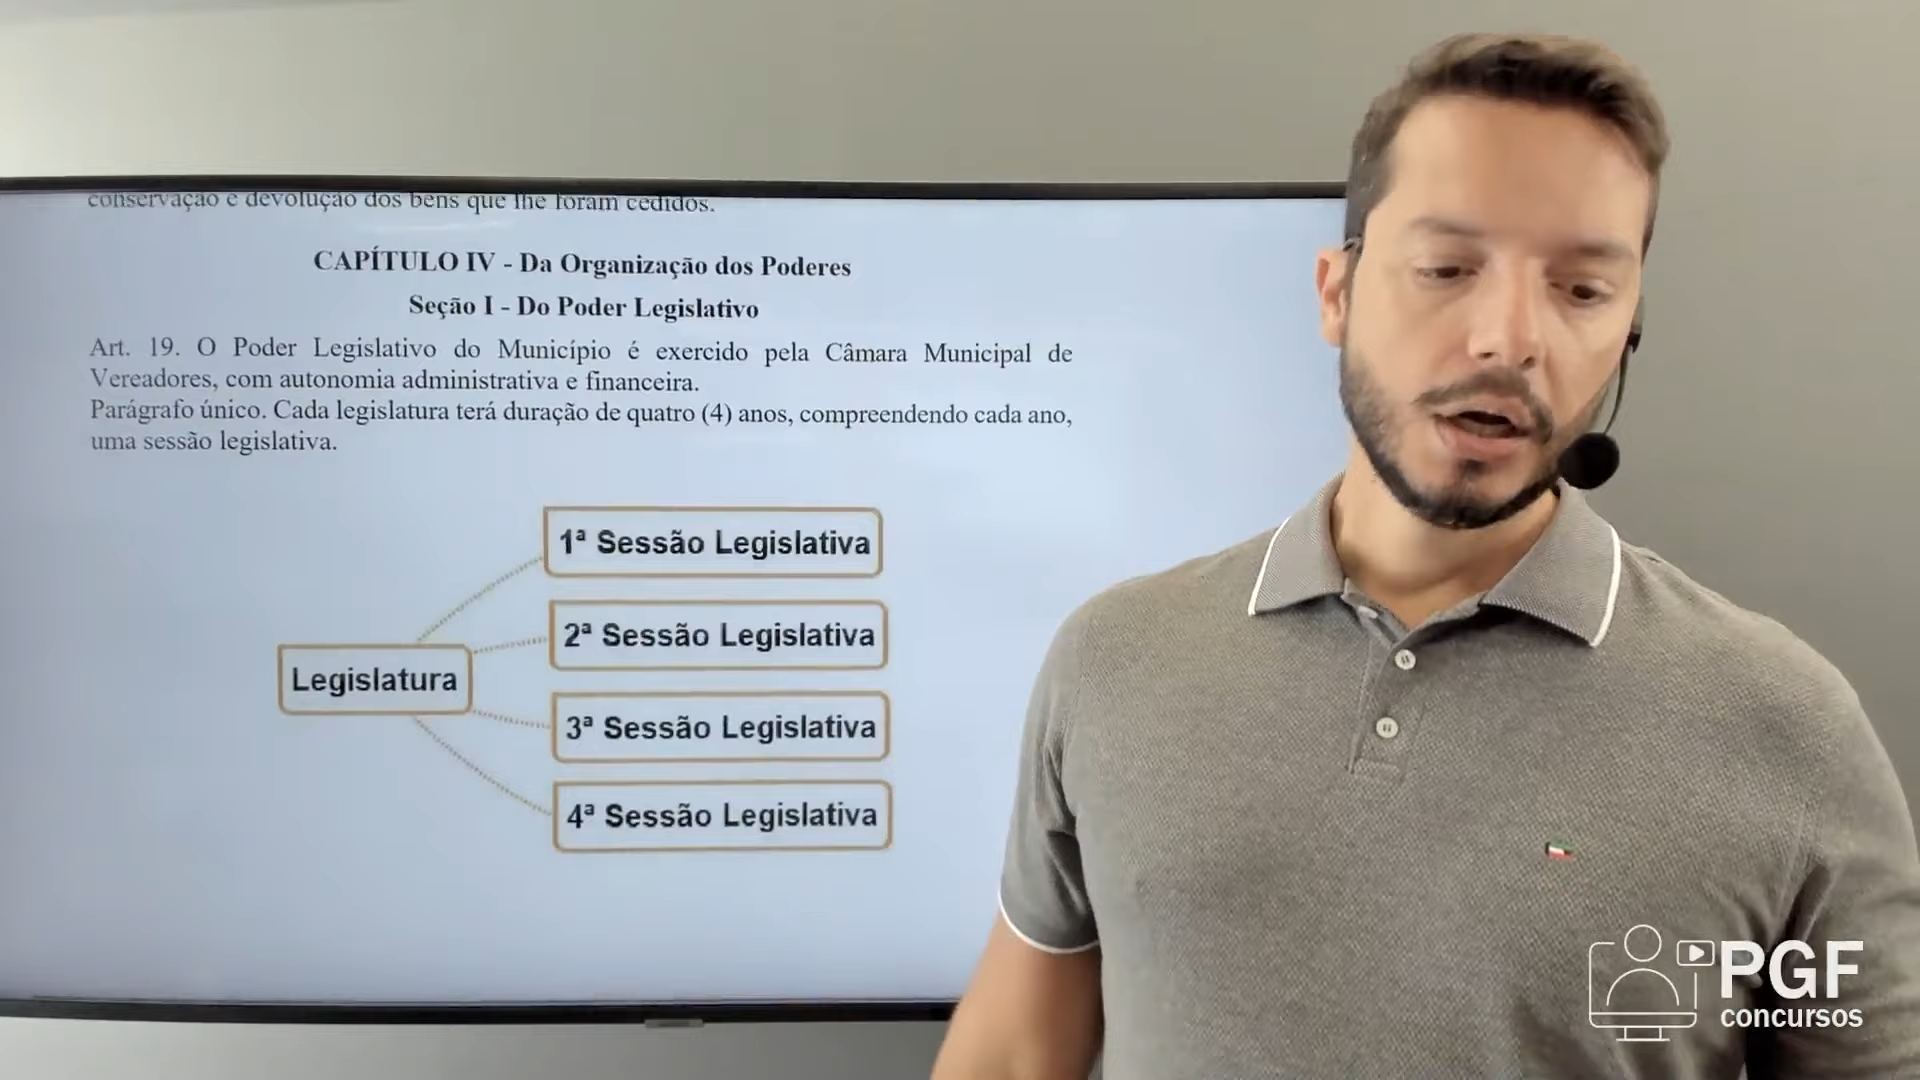 conservação e devolução dos bens que lhe foram cedidos.
CAPÍTULO IV - Da Organização dos Poderes
Seção I - Do Poder Legislativo
Art. 19. O Poder Legislativo do Município é exercido pela Câmara Municipal de
Vereadores, com autonomia administrativa e financeira.
Parágrafo único. Cada legislatura terá duração de quatro (4) anos, compreendendo cada ano,
uma sessão legislativa.
1ª Sessão Legislativa
2ª Sessão Legislativa
Legislatura
3ª Sessão Legislativa
4ª Sessão Legislativa
PGF
concursos